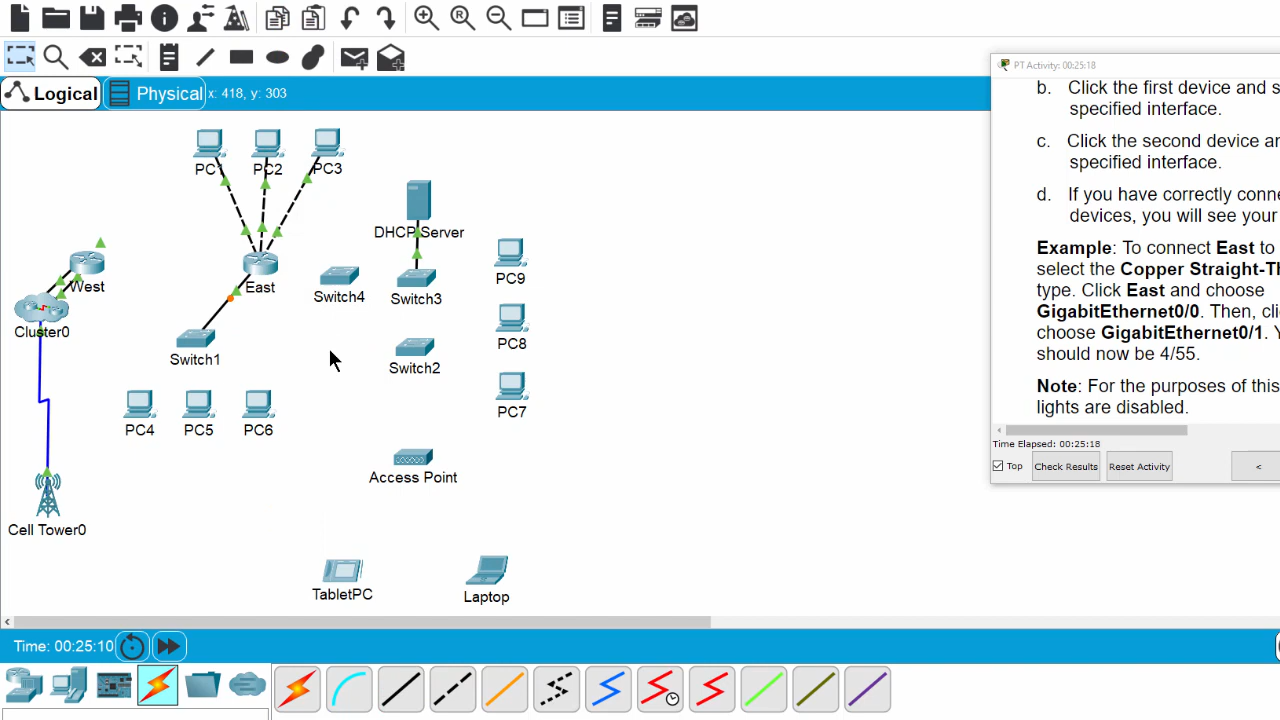 Logical
Physical
x: 418, y: 303
PT Activity: 00:25:18
b. Click the first device and s
specified interface.
c. Click the second device an
specified interface.
d. If you have correctly conne
devices, you will see your
Example: To connect East to
select the Copper Straight-Th
type. Click East and choose
GigabitEthernet0/0. Then, clic
choose GigabitEthernet0/1. Y
should now be 4/55.
Note: For the purposes of this
lights are disabled.
Time Elapsed: 00:25:18
Top
Check Results
Reset Activity
<
PC1
PC2
PC3
DHCP Server
West
East
Switch4
Switch3
PC9
Cluster0
Switch1
Switch2
PC8
PC7
PC4
PC5
PC6
Access Point
Cell Tower0
TabletPC
Laptop
Time: 00:25:10